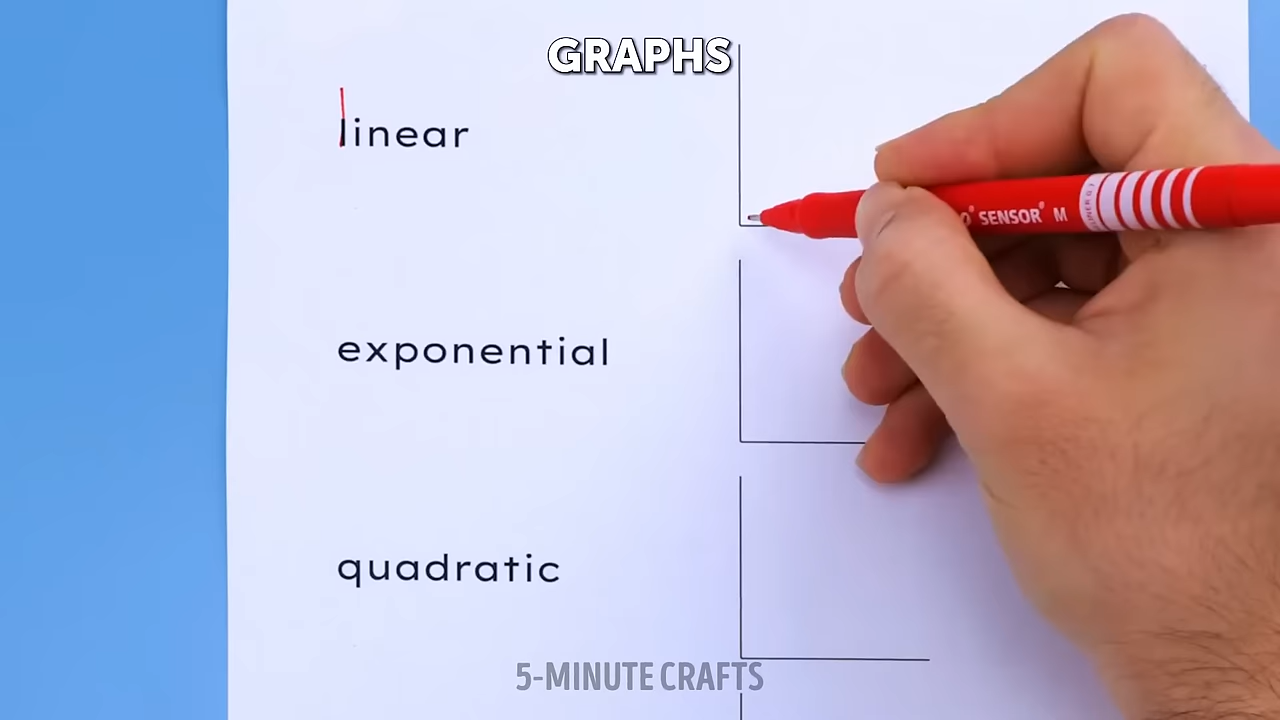 GRAPHS
linear
SENSOR M
exponential
quadratic
5-MINUTE CRAFTS